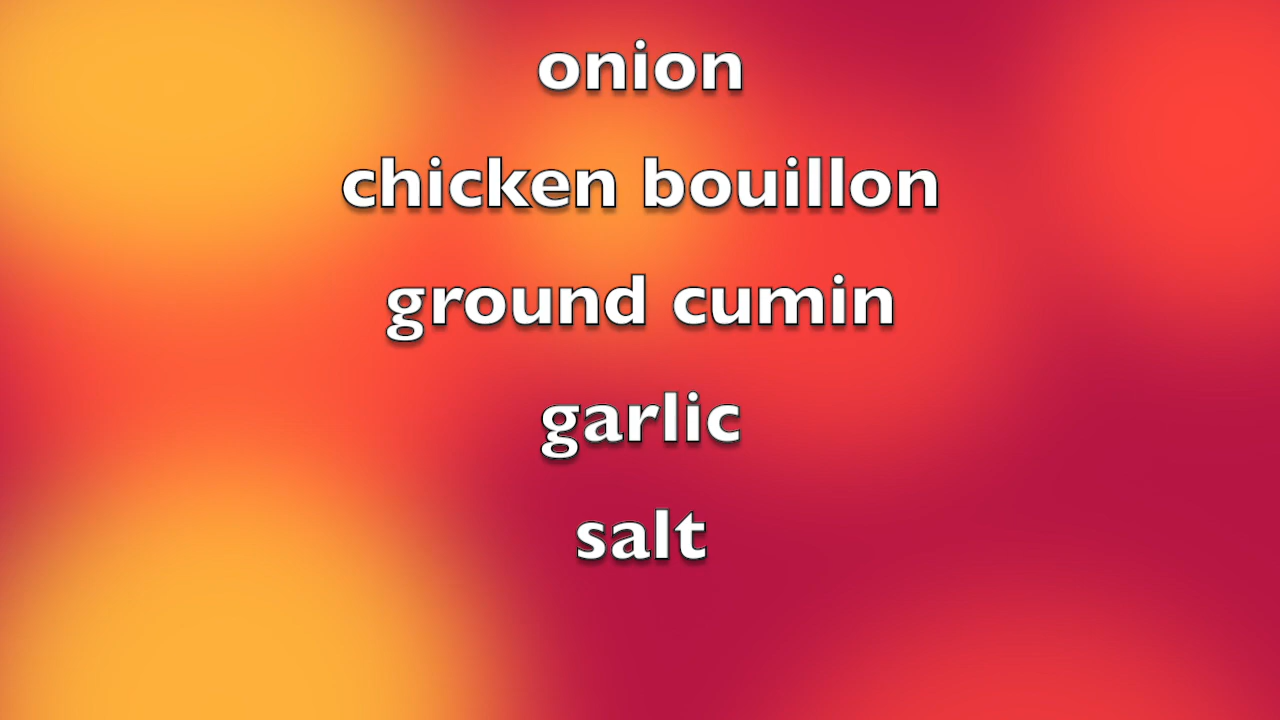 onion
chicken bouillon
ground cumin
garlic
salt